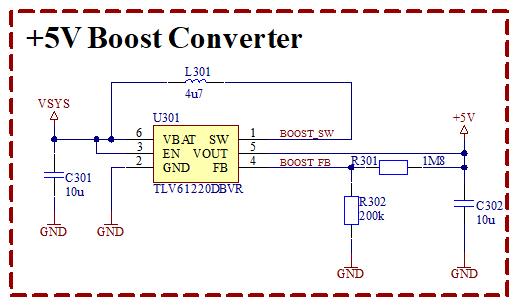 +5V Boost Converter
L301
4u7
VSYS
U301
+5V
6 VBAT SW 1 BOOST_SW
3 EN VOUT 5
2 GND FB 4 BOOST_FB
R301 1M8
C301
10u
TLV61220DBVR
R302
200k
C302
10u
GND GND GND GND